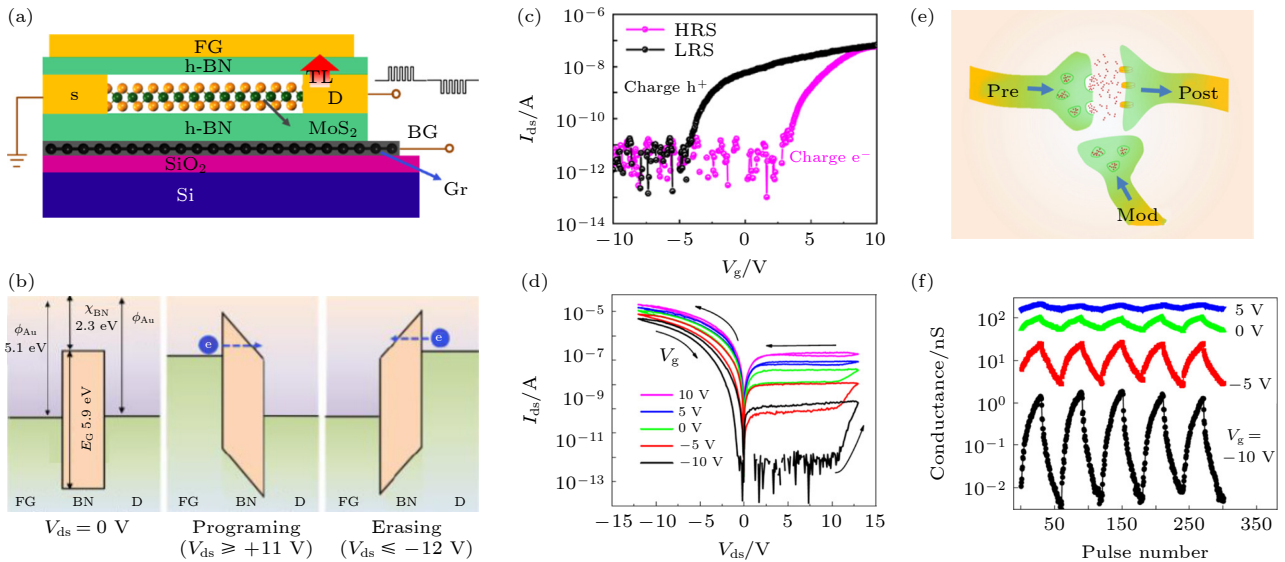 (a)
FG
h-BN
TL
s
D
h-BN
MoS₂
BG
SiO₂
Gr
Si
(b)
ϕAu
5.1 eV
χBN
2.3 eV
ϕAu
EG 5.9 eV
FG BN D
FG BN D
FG BN D
e
e
Vds = 0 V
Programing
(Vds ⩾ +11 V)
Erasing
(Vds ⩽ −12 V)
(c)
10⁻⁶
10⁻⁸
10⁻¹⁰
10⁻¹²
10⁻¹⁴
Ids/A
HRS
LRS
Charge h⁺
Charge e⁻
−10 −5 0 5 10
Vg/V
(d)
10⁻⁵
10⁻⁷
10⁻⁹
10⁻¹¹
10⁻¹³
Ids/A
Vg
10 V
5 V
0 V
−5 V
−10 V
−15 −10 −5 0 5 10 15
Vds/V
(e)
Pre
Post
Mod
(f)
10²
10¹
10⁰
10⁻¹
10⁻²
Conductance/nS
5 V
0 V
−5 V
Vg =
−10 V
50 150 250 350
Pulse number